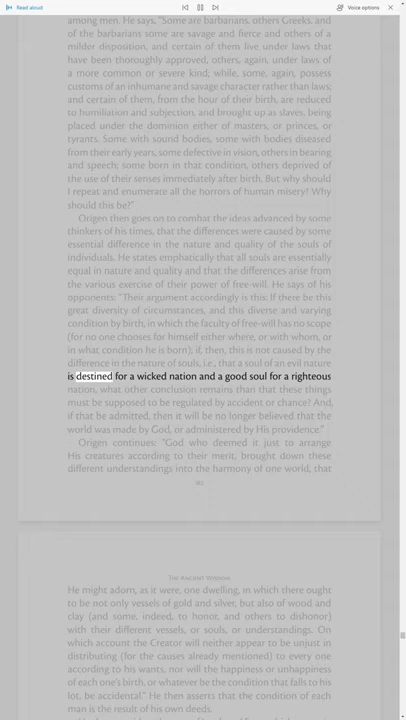 Read aloud
Voice options
among men. He says, "Some are barbarians, others Greeks, and
of the barbarians some are savage and fierce and others of a
milder disposition, and certain of them live under laws that
have been thoroughly approved, others, again, under laws of
a more common or severe kind; while, some, again, possess
customs of an inhumane and savage character rather than laws;
and certain of them, from the hour of their birth, are reduced
to humiliation and subjection, and brought up as slaves, being
placed under the dominion either of masters, or princes, or
tyrants. Some with sound bodies, some with bodies diseased
from their early years, some defective in vision, others in bearing
and speech; some born in that condition, others deprived of
the use of their senses immediately after birth. But why should
I repeat and enumerate all the horrors of human misery? Why
should this be?"
Origen then goes on to combat the ideas advanced by some
thinkers of his times, that the differences were caused by some
essential difference in the nature and quality of the souls of
individuals. He states emphatically that all souls are essentially
equal in nature and quality and that the differences arise from
the various exercise of their power of free-will. He says of his
opponents: "Their argument accordingly is this: If there be this
great diversity of circumstances, and this diverse and varying
condition by birth, in which the faculty of free-will has no scope
(for no one chooses for himself either where, or with whom, or
in what condition he is born); if, then, this is not caused by the
difference in the nature of souls, i.e., that a soul of an evil nature
is destined for a wicked nation and a good soul for a righteous
nation, what other conclusion remains than that these things
must be supposed to be regulated by accident or chance? And,
if that be admitted, then it will be no longer believed that the
world was made by God, or administered by His providence."
Origen continues: "God who deemed it just to arrange
His creatures according to their merit, brought down these
different understandings into the harmony of one world, that
The Ancient Wisdom
He might adorn, as it were, one dwelling, in which there ought
to be not only vessels of gold and silver, but also of wood and
clay (and some, indeed, to honor, and others to dishonor)
with their different vessels, or souls, or understandings. On
which account the Creator will neither appear to be unjust in
distributing (for the causes already mentioned) to every one
according to his wants, nor will the happiness or unhappiness
of each one's birth, or whatever be the condition that falls to his
lot, be accidental." He then asserts that the condition of each
man is the result of his own deeds.